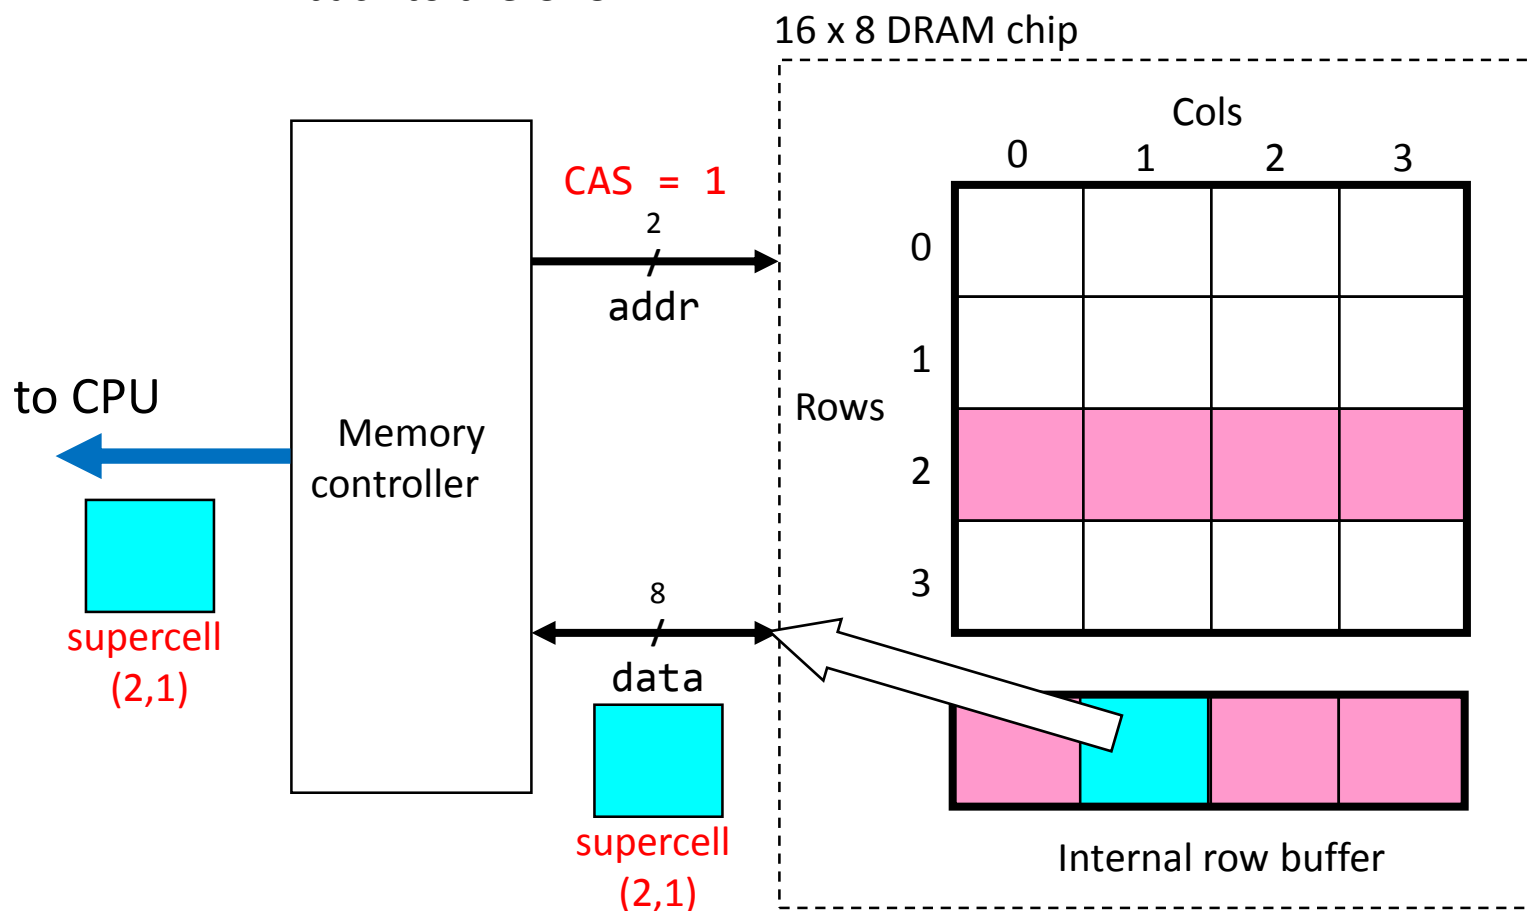 16 x 8 DRAM chip
Cols
0 1 2 3
CAS = 1
2
addr
0
1
2
3
Rows
to CPU
Memory
controller
supercell
(2,1)
8
data
supercell
(2,1)
Internal row buffer